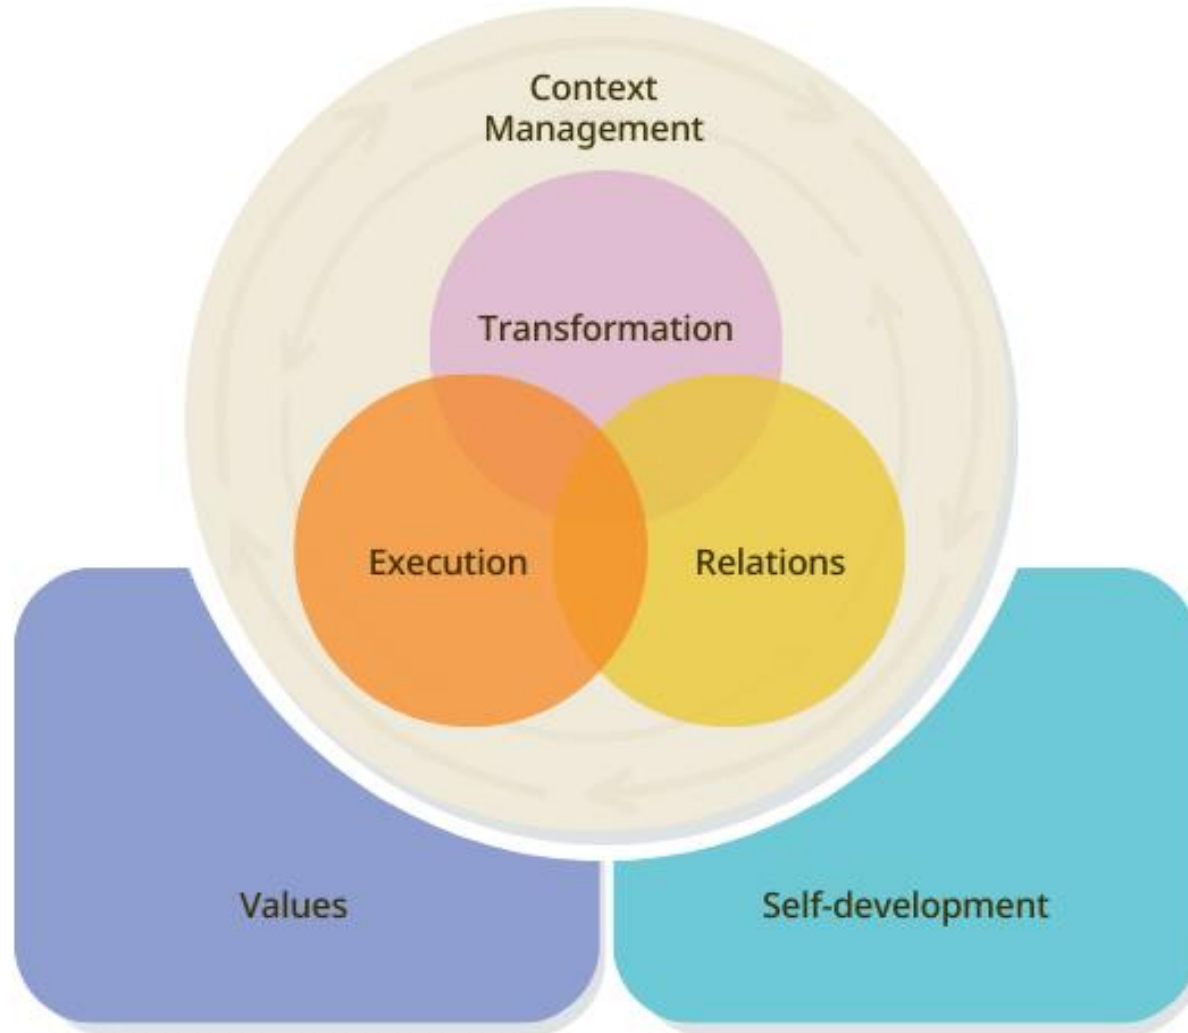 Context
Management
Transformation
Execution
Relations
Values
Self-development